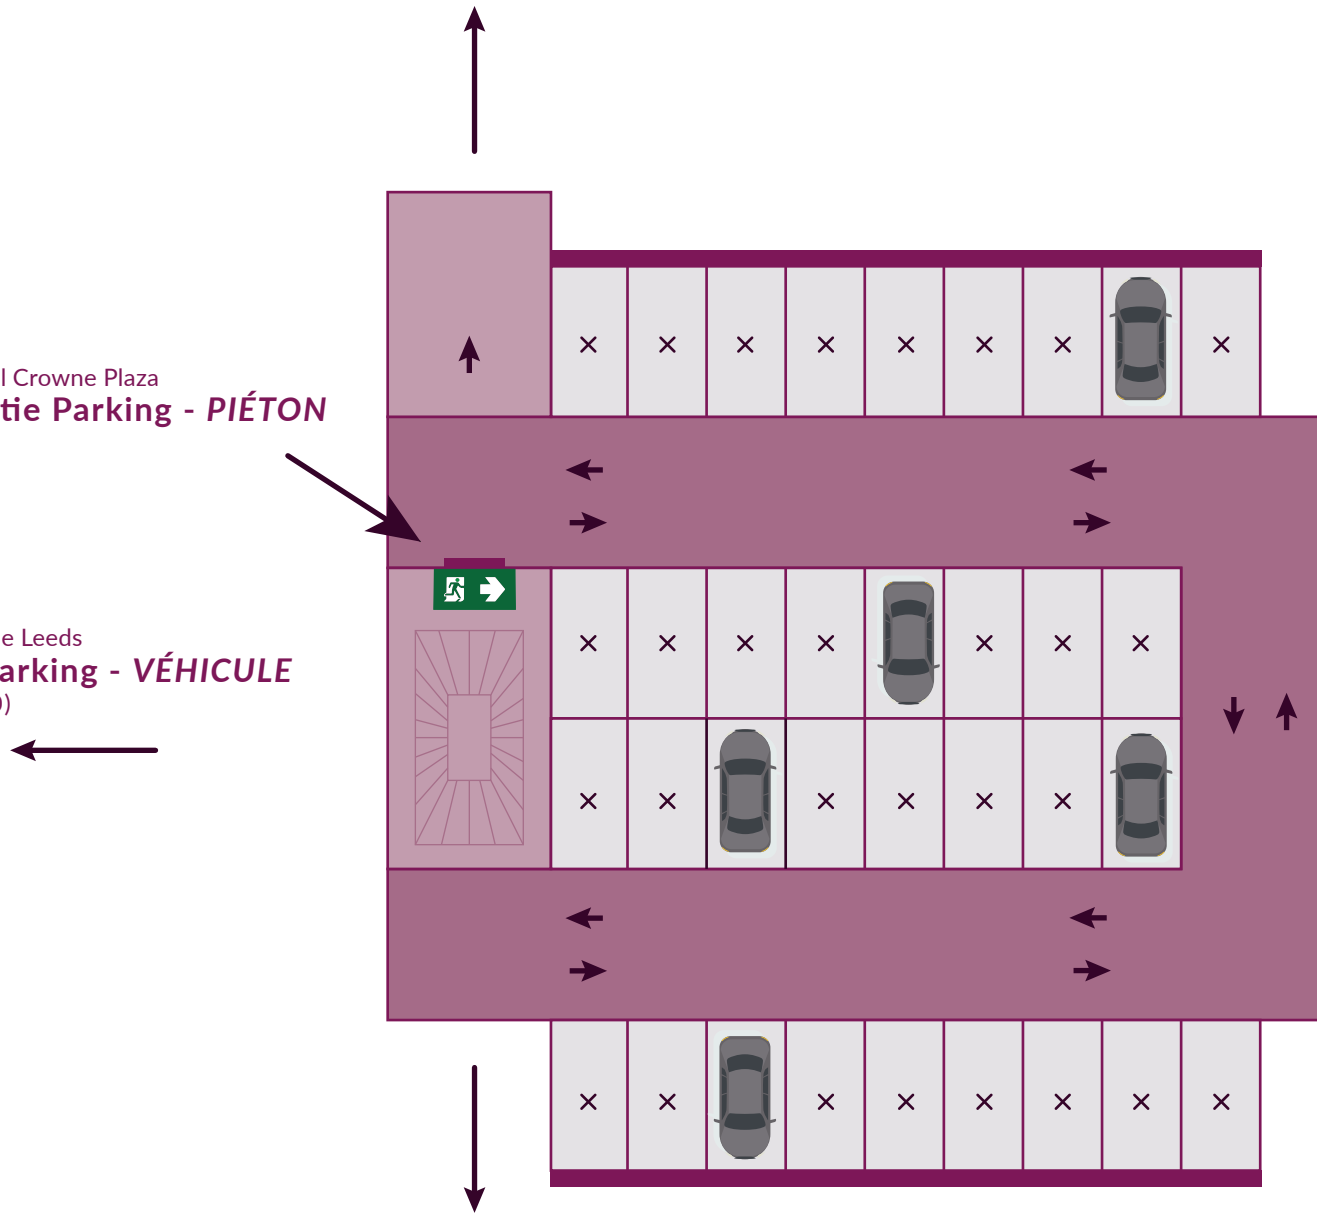 l Crowne Plaza
tie Parking - PIÉTON
e Leeds
arking - VÉHICULE
)